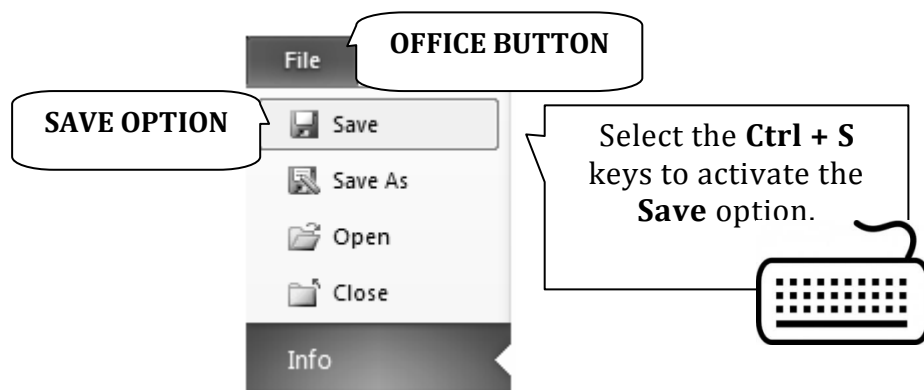 OFFICE BUTTON
File
SAVE OPTION
Save
Select the Ctrl + S
keys to activate the
Save option.
Save As
Open
Close
Info